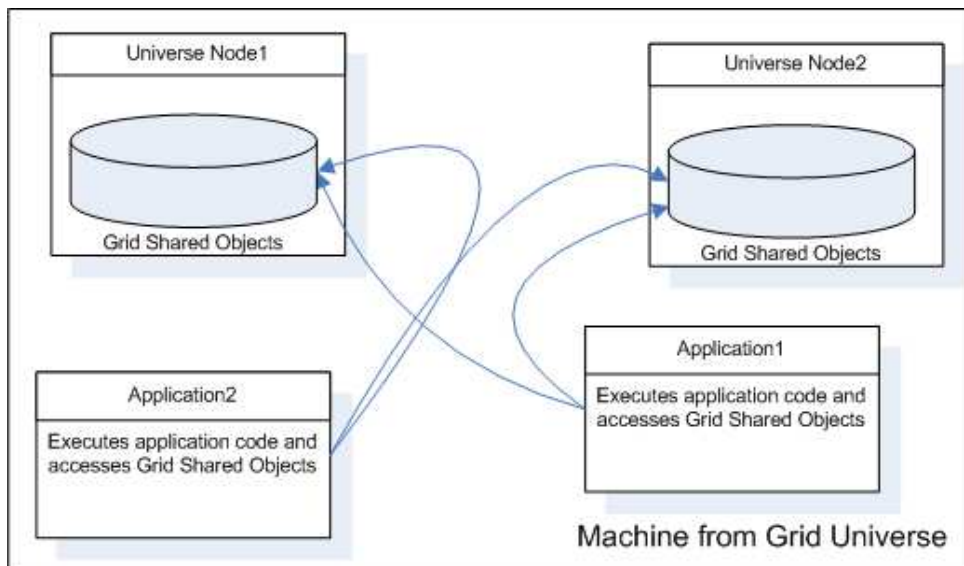 Universe Node1
Grid Shared Objects
Universe Node2
Grid Shared Objects
Application2
Executes application code and
accesses Grid Shared Objects
Application1
Executes application code and
accesses Grid Shared Objects
Machine from Grid Universe